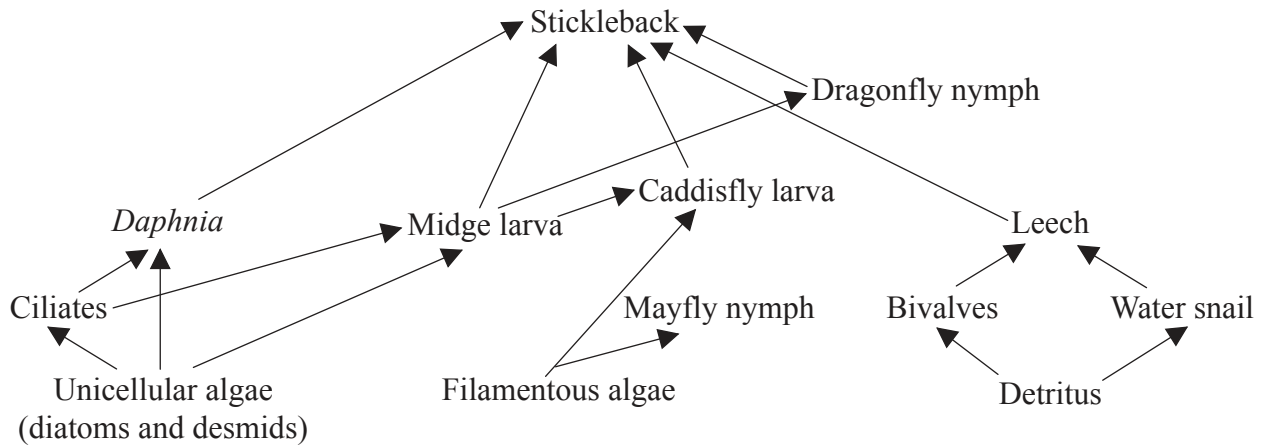 Stickleback
Dragonfly nymph
Caddisfly larva
Daphnia
Midge larva
Leech
Ciliates
Mayfly nymph
Bivalves
Water snail
Unicellular algae
(diatoms and desmids)
Filamentous algae
Detritus